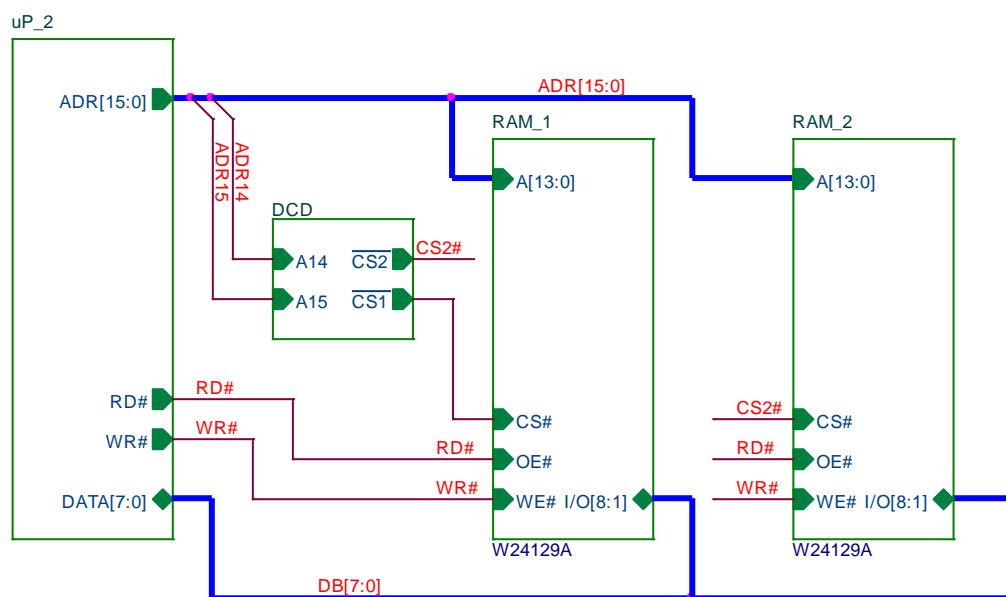 uP_2
ADR[15:0]
ADR[15:0]
ADR15
ADR14
RAM_1
RAM_2
A[13:0]
A[13:0]
DCD
A14
CS2
CS2#
A15
CS1
RD#
RD#
WR#
WR#
CS#
CS2#
CS#
RD#
OE#
RD#
OE#
DATA[7:0]
WR#
WE# I/O[8:1]
WR#
WE# I/O[8:1]
W24129A
W24129A
DB[7:0]